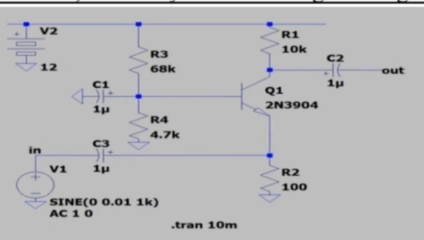 V2
12
R3
68k
R1
10k
C2
1µ
out
C1
1µ
Q1
2N3904
R4
4.7k
in
C3
1µ
V1
R2
100
SINE(0 0.01 1k)
AC 1 0
.tran 10m